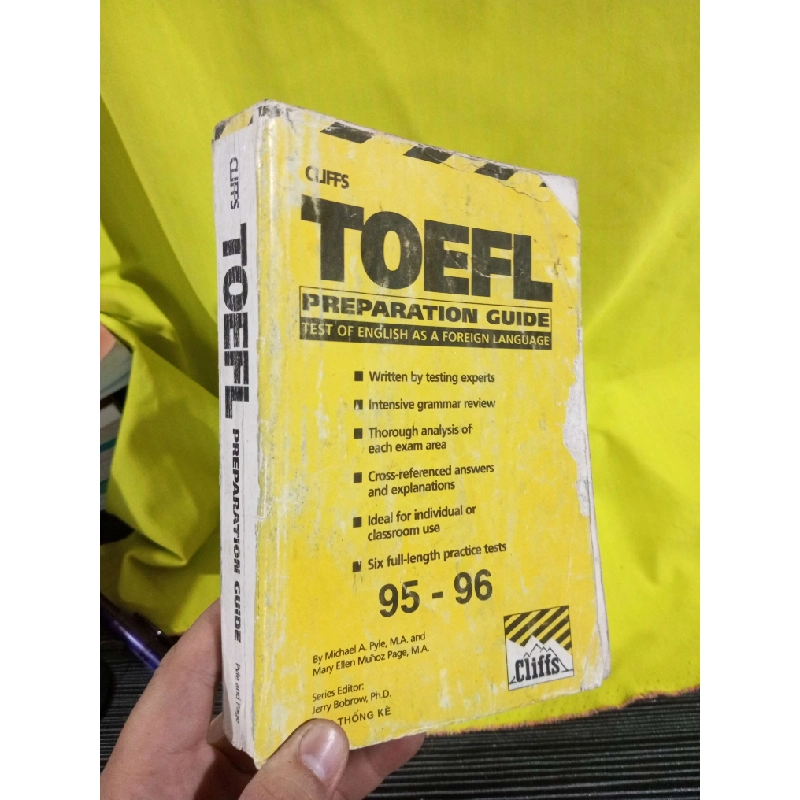 CLIFFS
TOEFL
PREPARATION GUIDE
TEST OF ENGLISH AS A FOREIGN LANGUAGE
■ Written by testing experts
■ Intensive grammar review
■ Thorough analysis of
each exam area
■ Cross-referenced answers
and explanations
■ Ideal for individual or
classroom use
■ Six full-length practice tests
95 - 96
By Michael A. Pyle, M.A. and
Mary Ellen Muñoz Page, M.A.
Series Editor:
Jerry Bobrow, Ph.D.
THỐNG KÊ
Cliffs
CLIFFS TOEFL PREPARATION GUIDE Pyle and Page